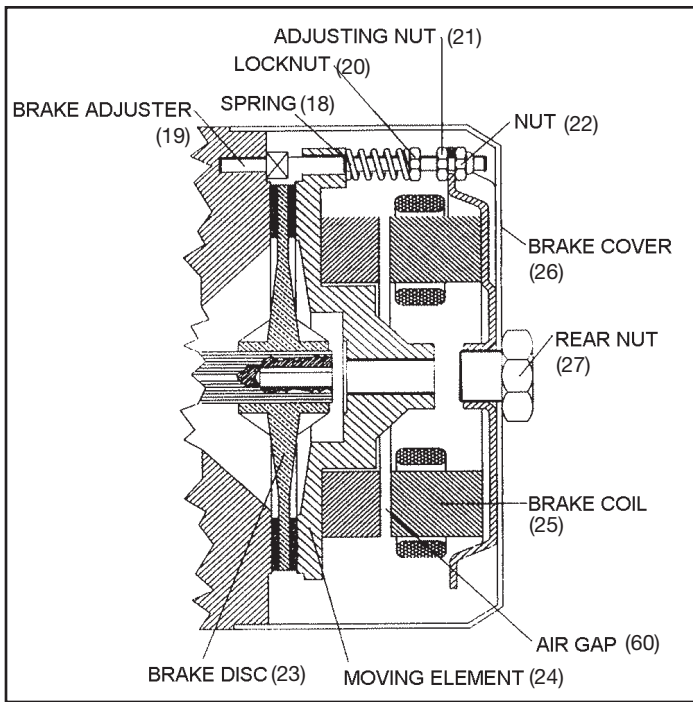 ADJUSTING NUT (21)
LOCKNUT (20)
SPRING (18)
BRAKE ADJUSTER
(19)
NUT (22)
BRAKE COVER
(26)
REAR NUT
(27)
BRAKE COIL
(25)
AIR GAP (60)
BRAKE DISC (23)
MOVING ELEMENT (24)